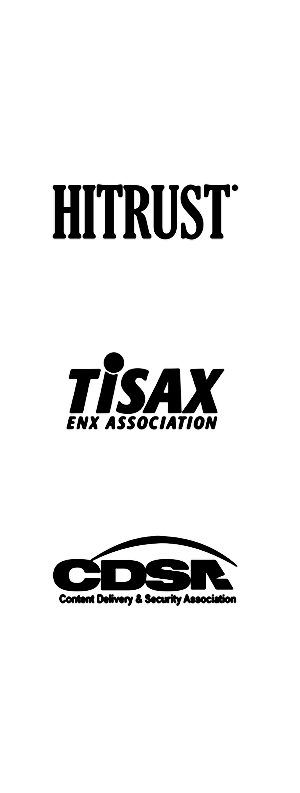 HITRUST
TiSAX
ENX ASSOCIATION
CDSA
Content Delivery & Security Association